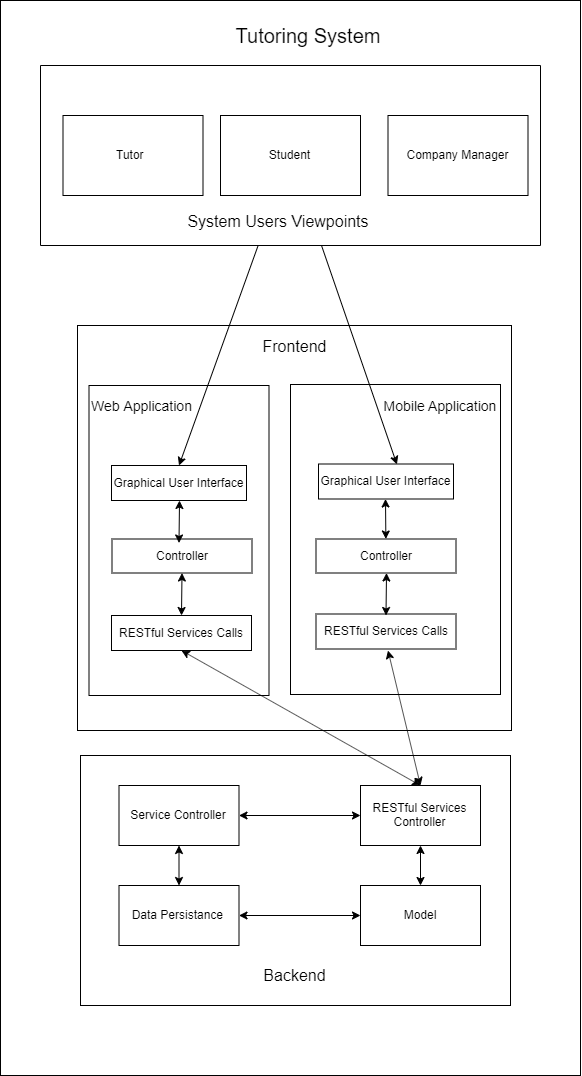 Tutoring System
Tutor
Student
Company Manager
System Users Viewpoints
Frontend
Web Application
Mobile Application
Graphical User Interface
Graphical User Interface
Controller
Controller
RESTful Services Calls
RESTful Services Calls
Service Controller
RESTful Services
Controller
Data Persistance
Model
Backend